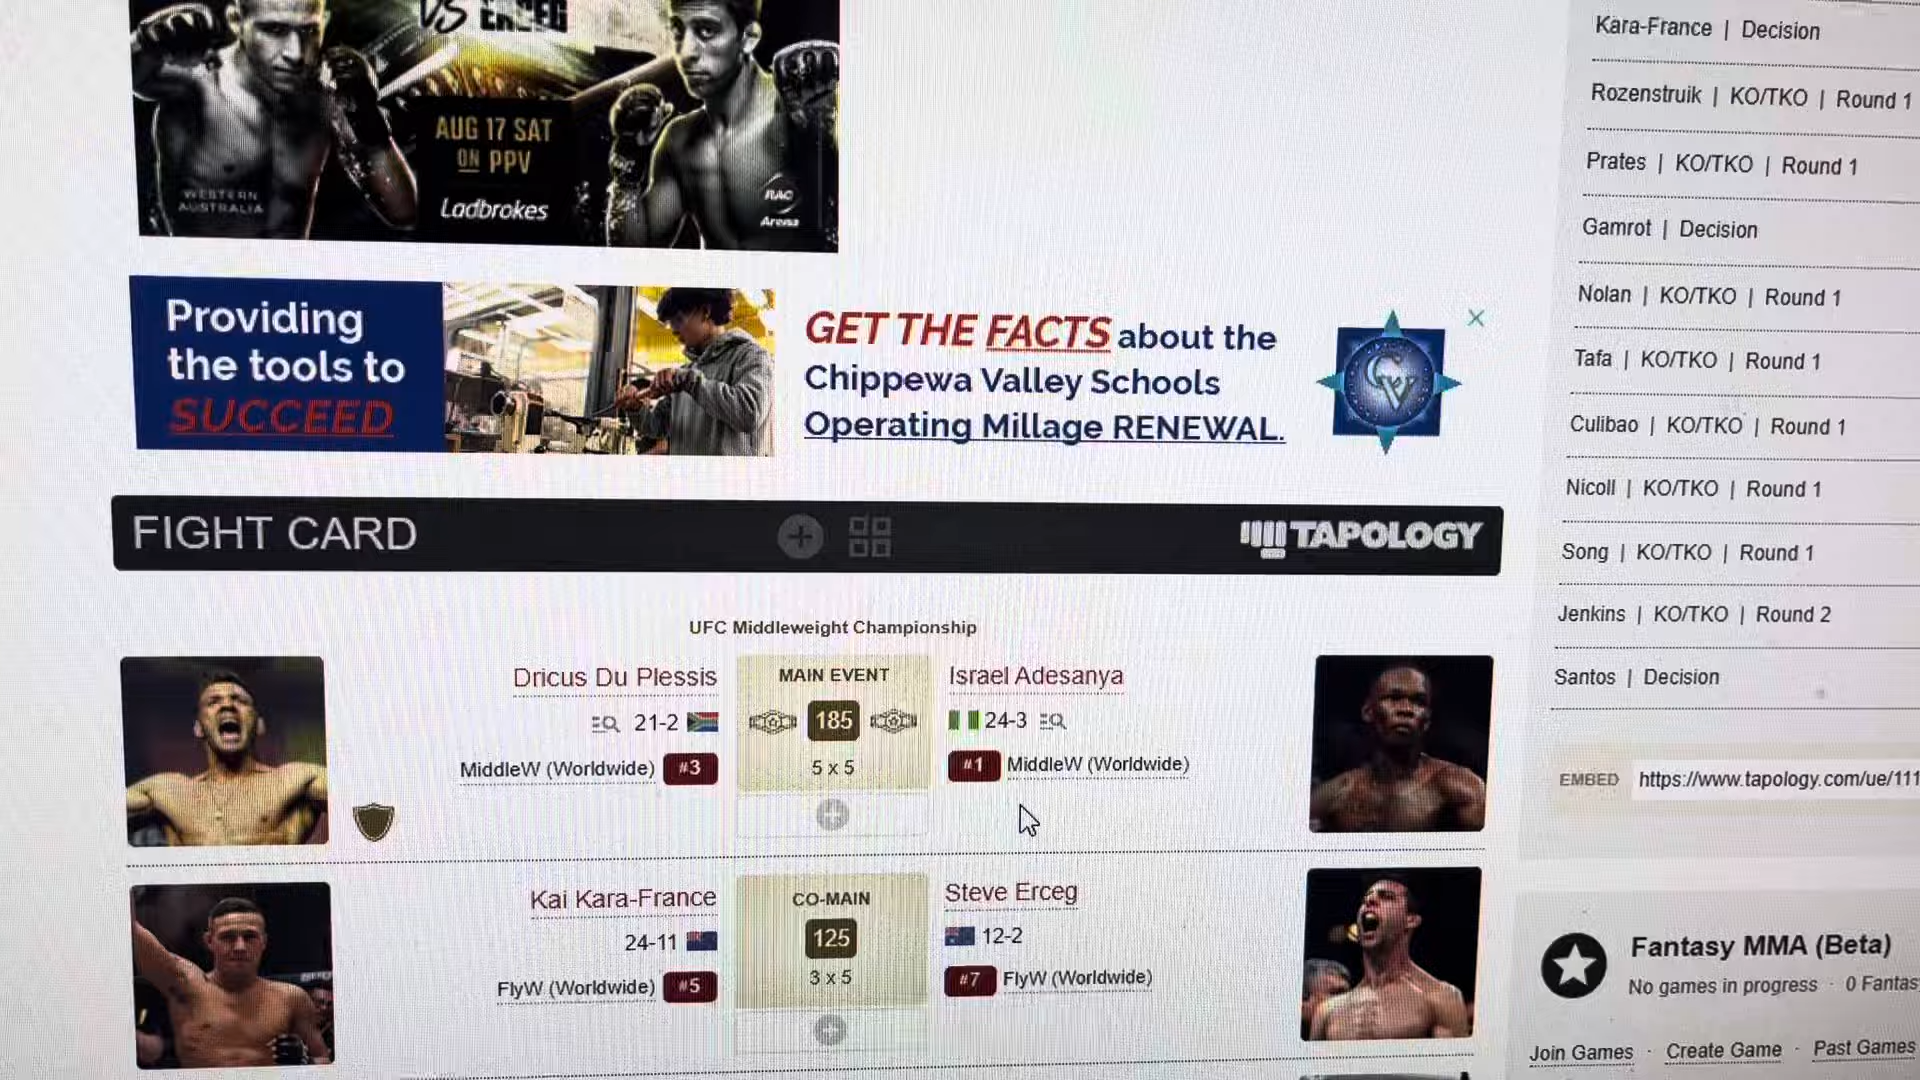 VS ERCEG
AUG 17 SAT
ON PPV
Ladbrokes
WESTERN
AUSTRALIA
RAC
Arena
Providing
the tools to
SUCCEED
GET THE FACTS about the
Chippewa Valley Schools
Operating Millage RENEWAL.
CV
FIGHT CARD
TAPOLOGY
UFC Middleweight Championship
Dricus Du Plessis
21-2
MiddleW (Worldwide) #3
MAIN EVENT
185
5 x 5
Israel Adesanya
24-3
#1 MiddleW (Worldwide)
Kai Kara-France
24-11
FlyW (Worldwide) #5
CO-MAIN
125
3 x 5
Steve Erceg
12-2
#7 FlyW (Worldwide)
Kara-France | Decision
Rozenstruik | KO/TKO | Round 1
Prates | KO/TKO | Round 1
Gamrot | Decision
Nolan | KO/TKO | Round 1
Tafa | KO/TKO | Round 1
Culibao | KO/TKO | Round 1
Nicoll | KO/TKO | Round 1
Song | KO/TKO | Round 1
Jenkins | KO/TKO | Round 2
Santos | Decision
EMBED https://www.tapology.com/ue/111
Fantasy MMA (Beta)
No games in progress · 0 Fantas
Join Games · Create Game · Past Games